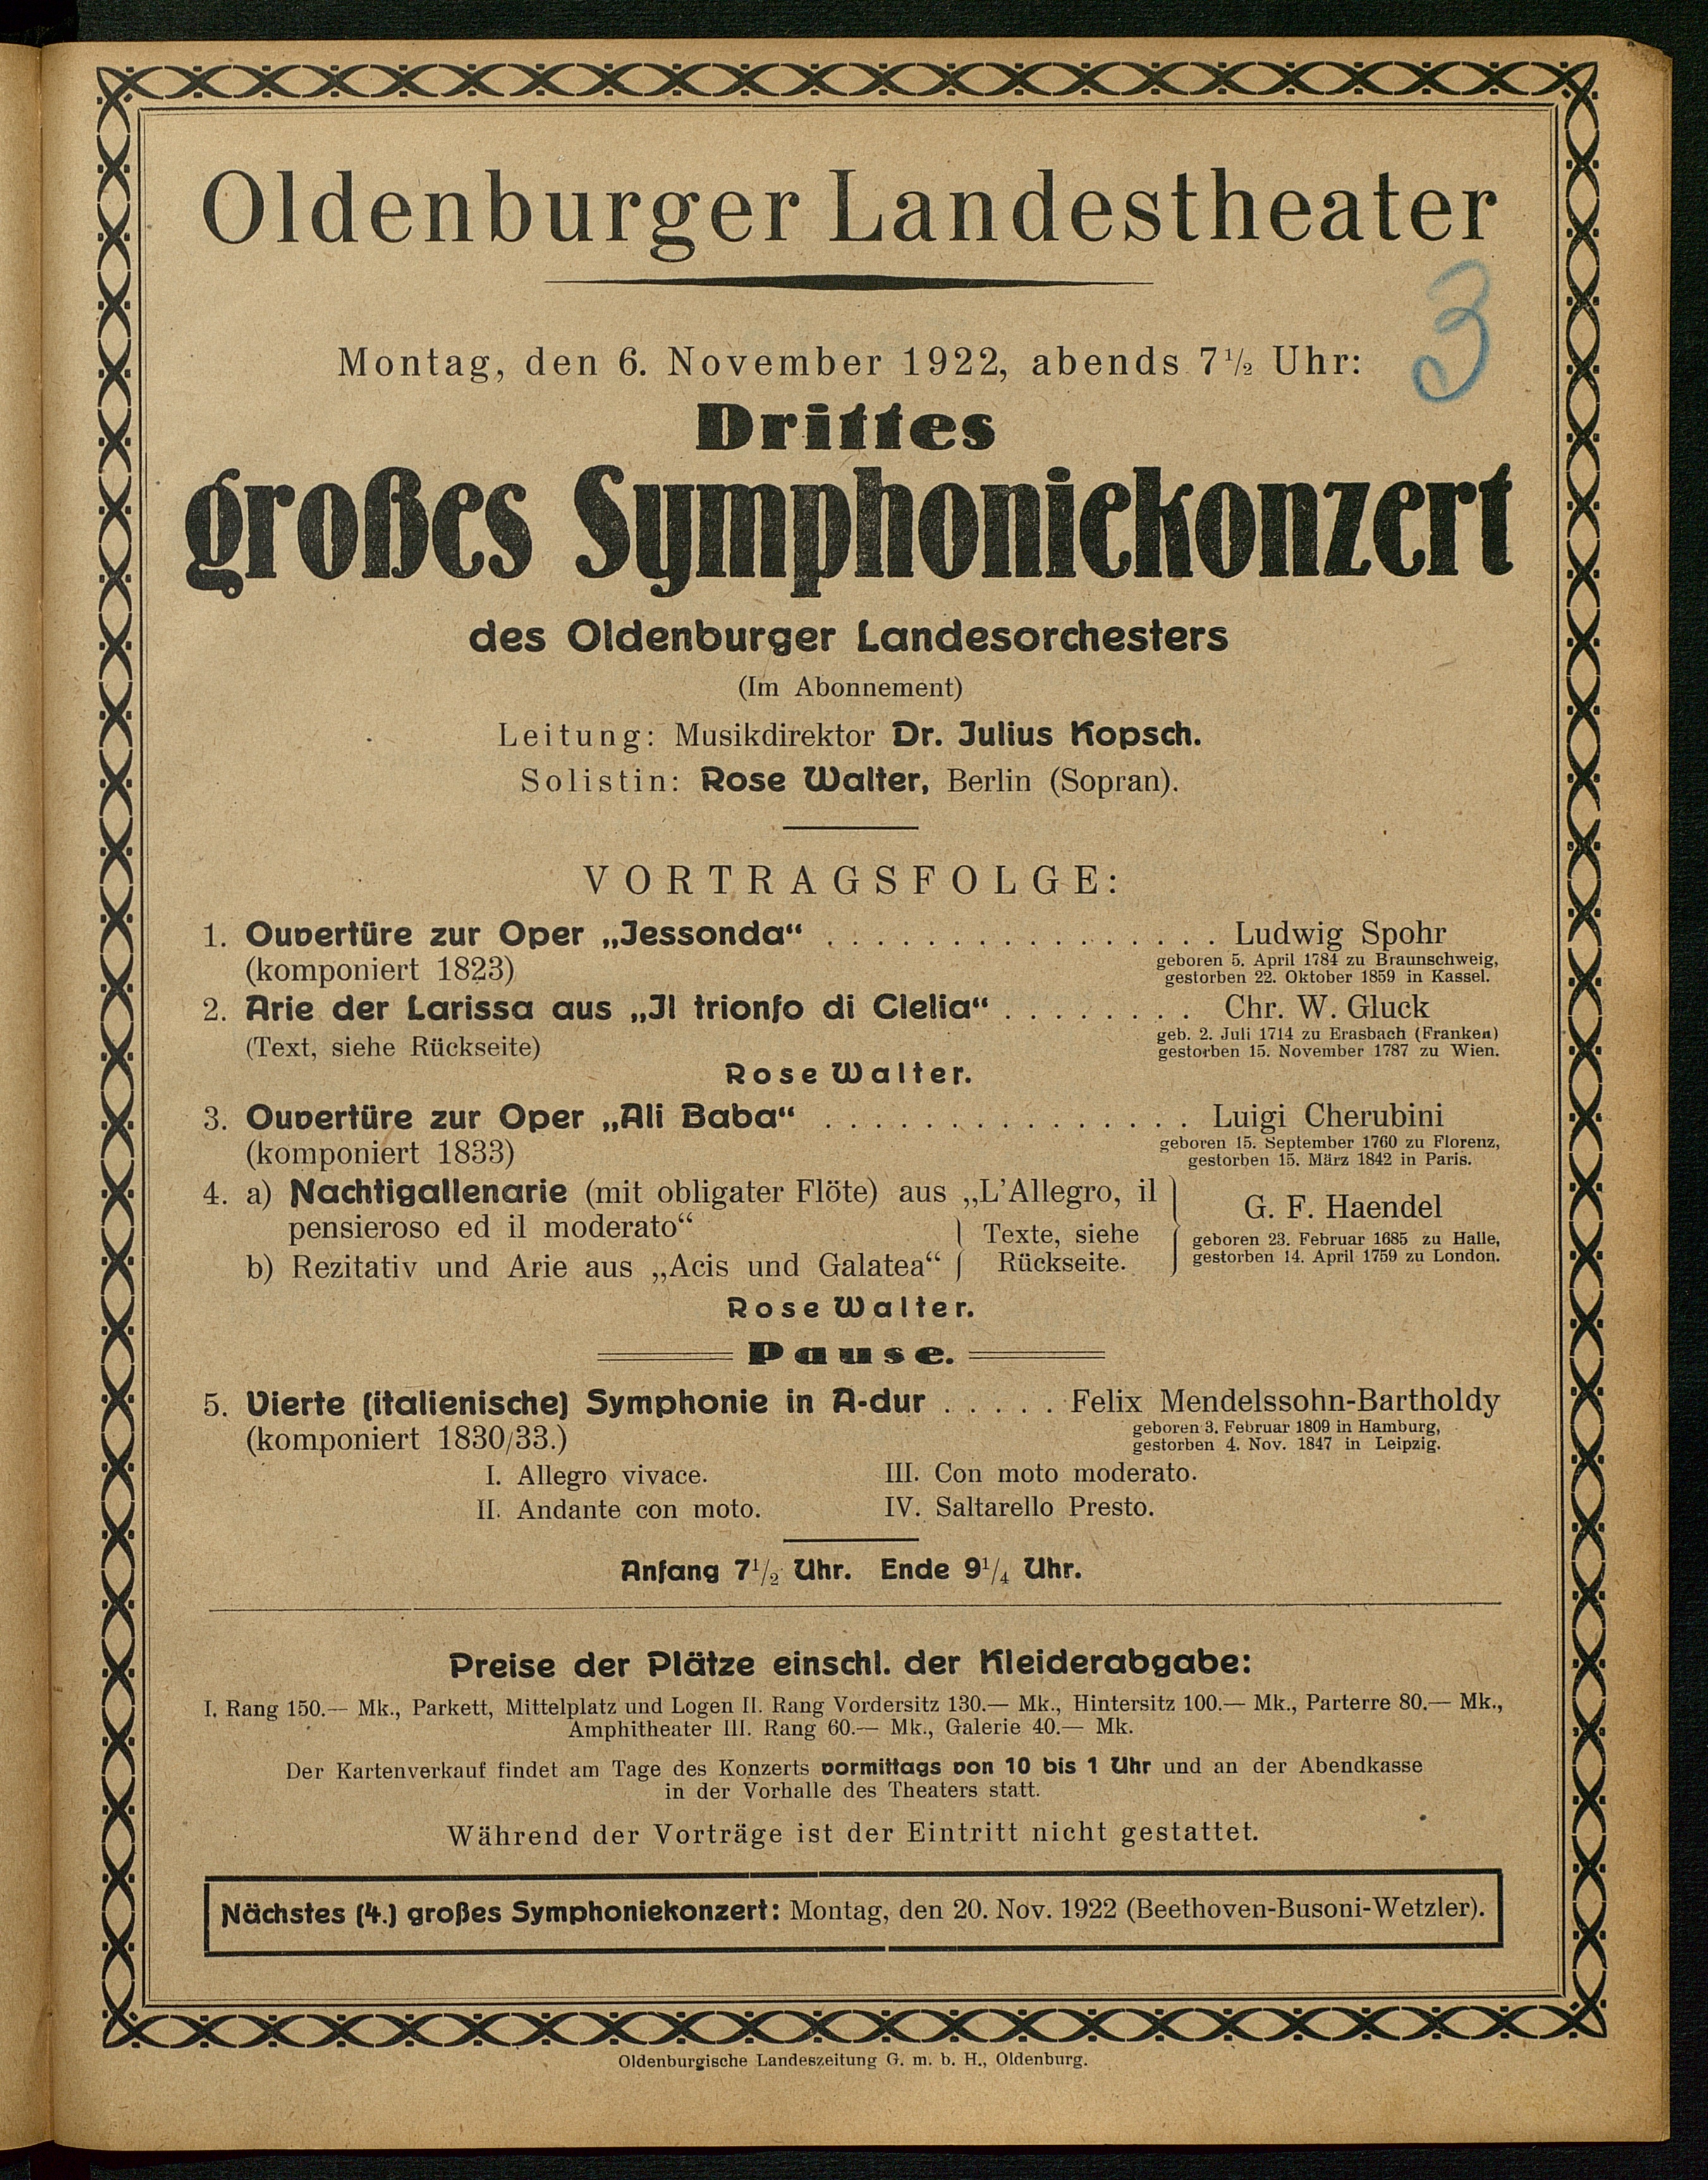 Oldenburger Landestheater
3
Montag, den 6. November 1922, abends 7½ Uhr:
Drittes
großes Symphoniekonzert
des Oldenburger Landesorchesters
(Im Abonnement)
Leitung: Musikdirektor Dr. Julius Kopsch.
Solistin: Rose Walter, Berlin (Sopran).
VORTRAGSFOLGE:
1. Ouvertüre zur Oper „Jessonda“ . . . . . . . . . . . . . . . . Ludwig Spohr
(komponiert 1823)
geboren 5. April 1784 zu Braunschweig,
gestorben 22. Oktober 1859 in Kassel.
2. Arie der Larissa aus „Il trionfo di Clelia“ . . . . . . . . Chr. W. Gluck
(Text, siehe Rückseite)
geb. 2. Juli 1714 zu Erasbach (Franken)
gestorben 15. November 1787 zu Wien.
Rose Walter.
3. Ouvertüre zur Oper „Ali Baba“ . . . . . . . . . . . . . . . Luigi Cherubini
(komponiert 1833)
geboren 15. September 1760 zu Florenz,
gestorben 15. März 1842 in Paris.
4. a) Nachtigallenarie (mit obligater Flöte) aus „L'Allegro, il
pensieroso ed il moderato“
b) Rezitativ und Arie aus „Acis und Galatea“
Texte, siehe
Rückseite.
G. F. Haendel
geboren 23. Februar 1685 zu Halle,
gestorben 14. April 1759 zu London.
Rose Walter.
Pause.
5. Vierte (italienische) Symphonie in A-dur . . . . . Felix Mendelssohn-Bartholdy
(komponiert 1830/33.)
geboren 3. Februar 1809 in Hamburg,
gestorben 4. Nov. 1847 in Leipzig.
I. Allegro vivace. III. Con moto moderato.
II. Andante con moto. IV. Saltarello Presto.
Anfang 7½ Uhr. Ende 9¼ Uhr.
Preise der Plätze einschl. der Kleiderabgabe:
I. Rang 150.— Mk., Parkett, Mittelplatz und Logen II. Rang Vordersitz 130.— Mk., Hintersitz 100.— Mk., Parterre 80.— Mk.,
Amphitheater III. Rang 60.— Mk., Galerie 40.— Mk.
Der Kartenverkauf findet am Tage des Konzerts vormittags von 10 bis 1 Uhr und an der Abendkasse
in der Vorhalle des Theaters statt.
Während der Vorträge ist der Eintritt nicht gestattet.
Nächstes (4.) großes Symphoniekonzert: Montag, den 20. Nov. 1922 (Beethoven-Busoni-Wetzler).
Oldenburgische Landeszeitung G. m. b. H., Oldenburg.